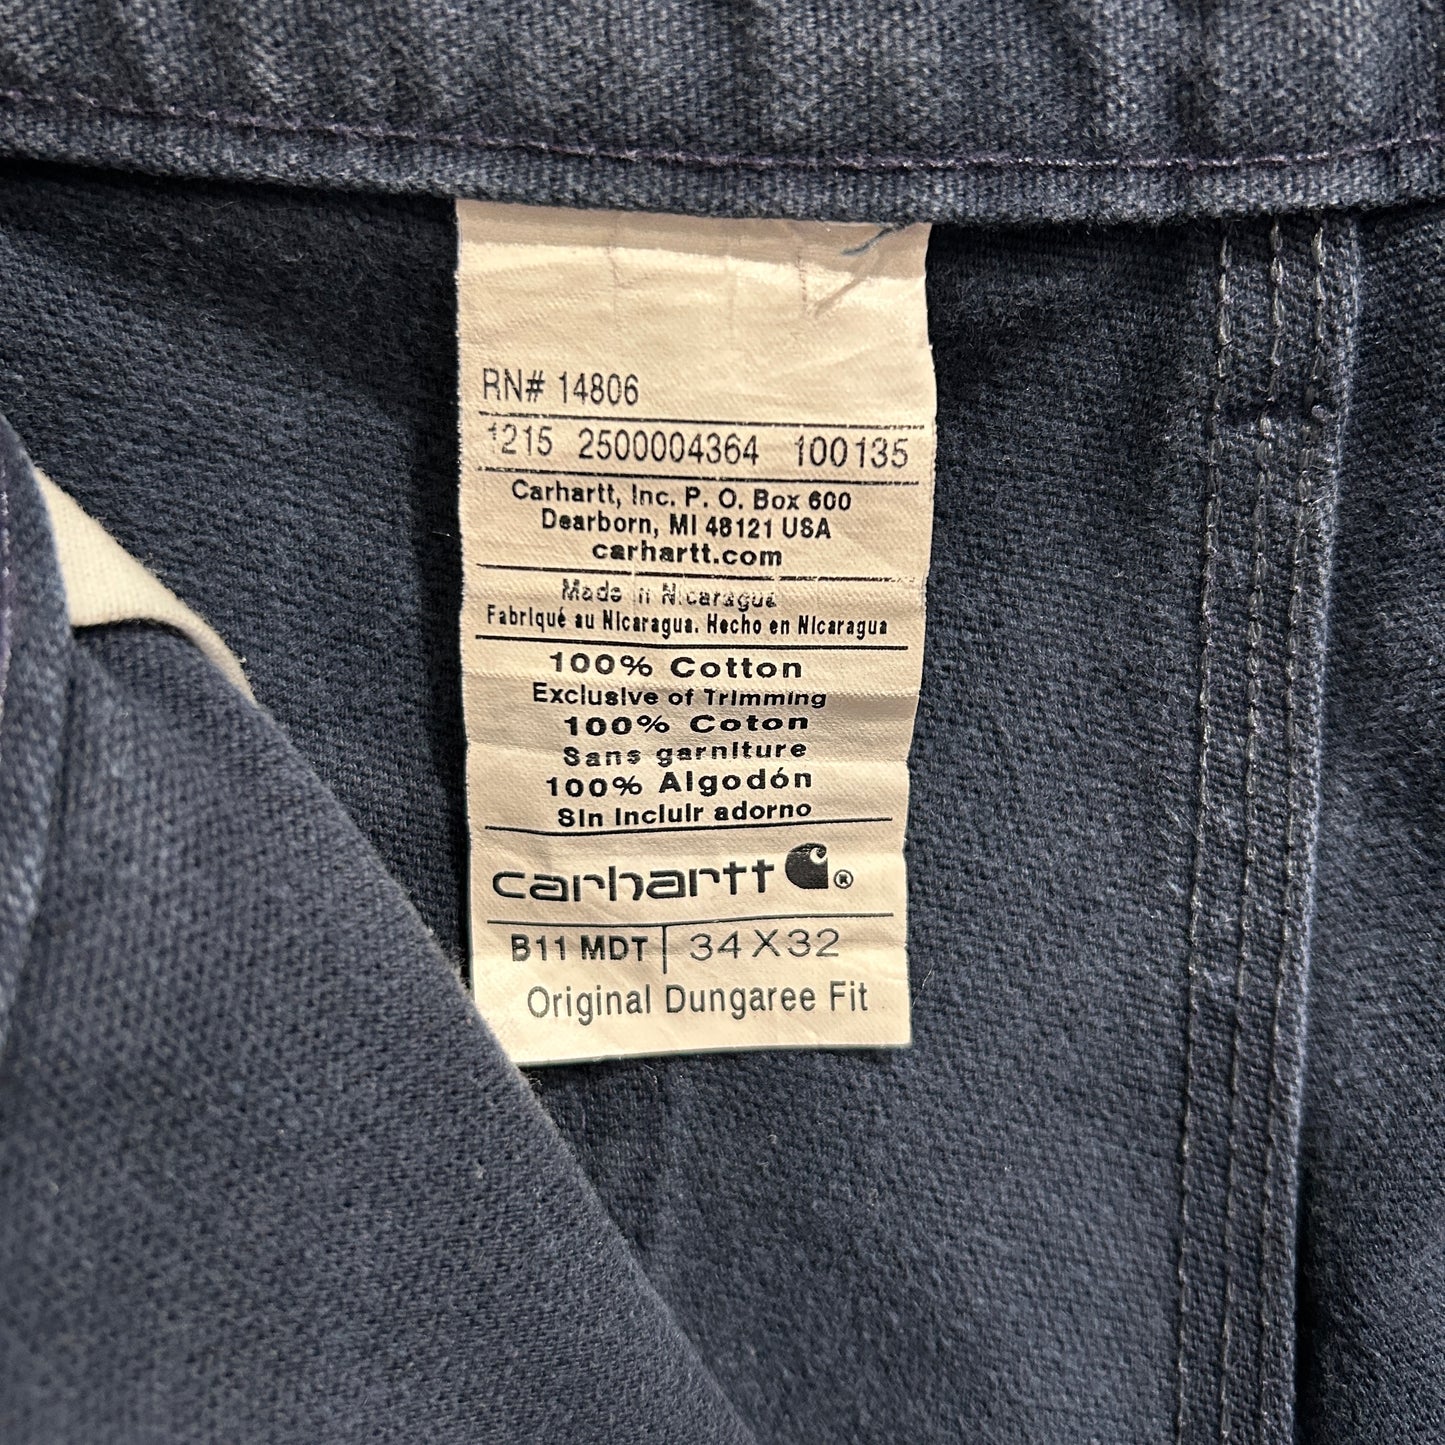 RN# 14806
1215 2500004364 100135
Carhartt, Inc. P. O. Box 600
Dearborn, MI 48121 USA
carhartt.com
Made in Nicaragua
Fabriqué au Nicaragua. Hecho en Nicaragua
100% Cotton
Exclusive of Trimming
100% Coton
Sans garniture
100% Algodón
Sin incluir adorno
carhartt ®
B11 MDT | 34 X 32
Original Dungaree Fit